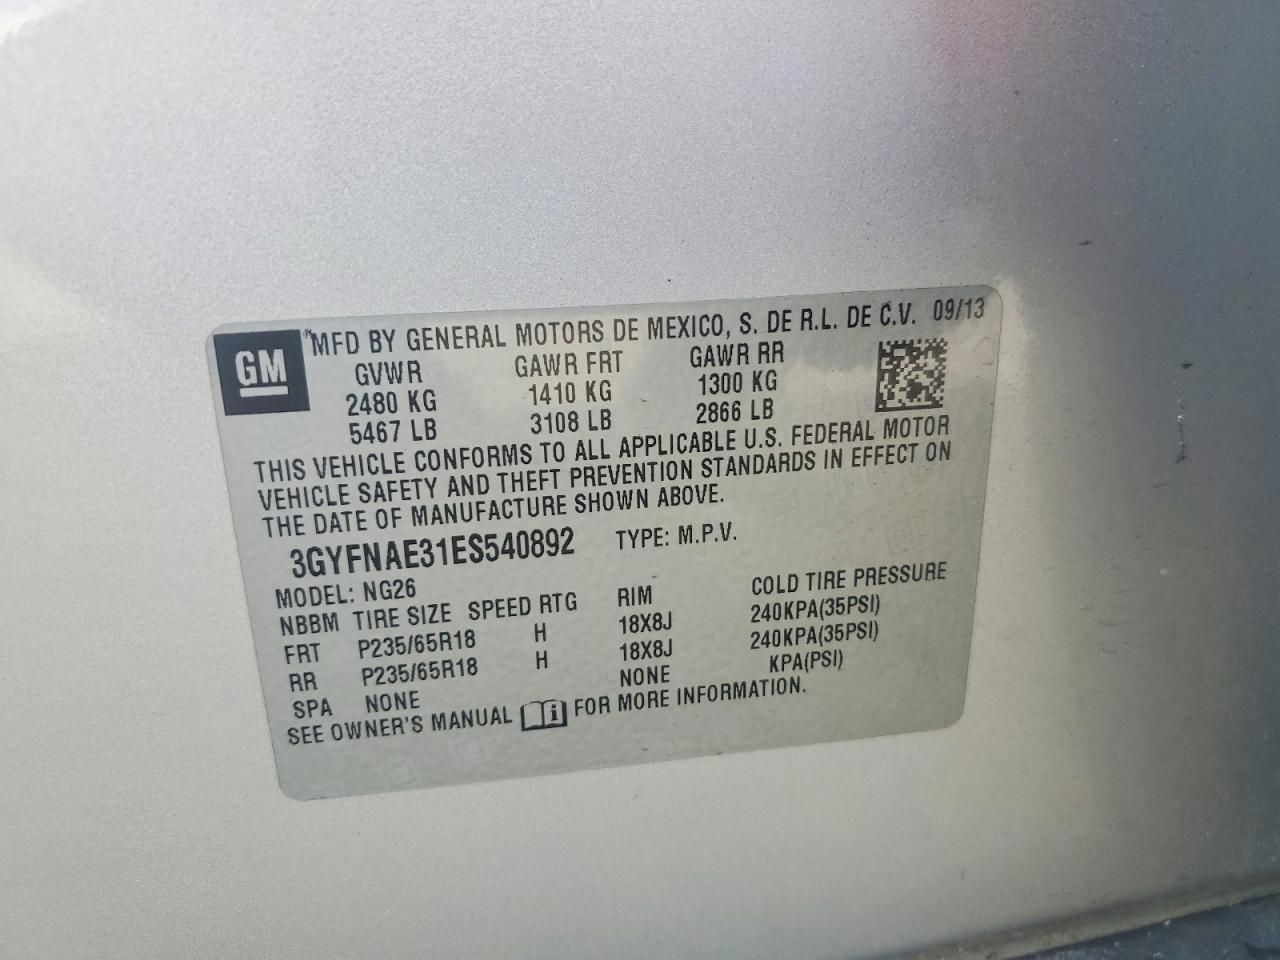 GM
MFD BY GENERAL MOTORS DE MEXICO, S. DE R.L. DE C.V. 09/13
GVWR GAWR FRT GAWR RR
2480 KG 1410 KG 1300 KG
5467 LB 3108 LB 2866 LB
THIS VEHICLE CONFORMS TO ALL APPLICABLE U.S. FEDERAL MOTOR
VEHICLE SAFETY AND THEFT PREVENTION STANDARDS IN EFFECT ON
THE DATE OF MANUFACTURE SHOWN ABOVE.
3GYFNAE31ES540892 TYPE: M.P.V.
MODEL: NG26
NBBM TIRE SIZE SPEED RTG RIM COLD TIRE PRESSURE
FRT P235/65R18 H 18X8J 240KPA(35PSI)
RR P235/65R18 H 18X8J 240KPA(35PSI)
SPA NONE NONE KPA(PSI)
SEE OWNER'S MANUAL i FOR MORE INFORMATION.